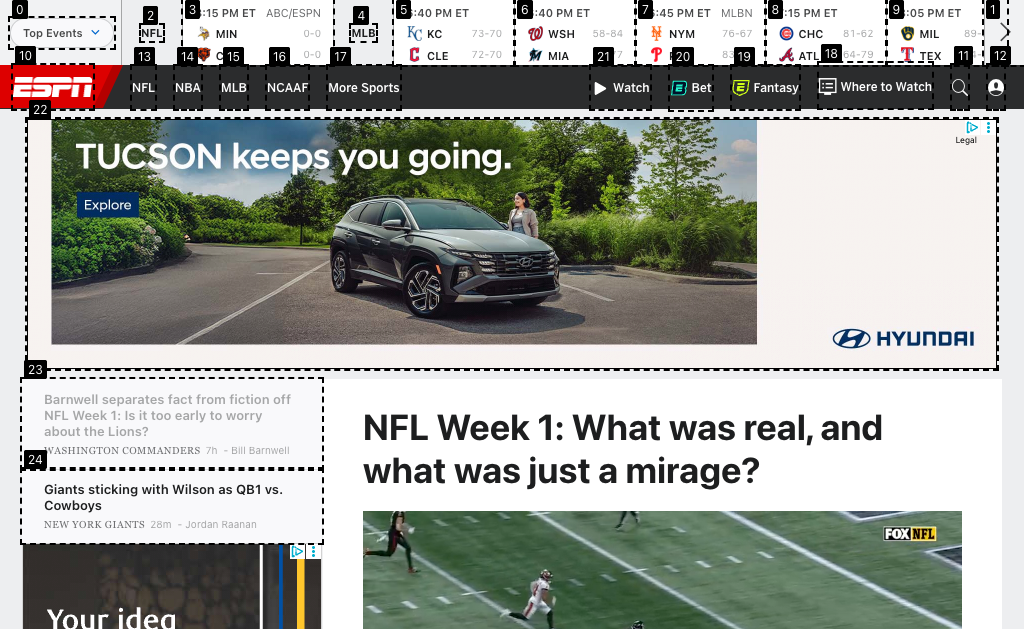 0
Top Events
2
NFL
3
:15 PM ET ABC/ESPN
MIN 0-0
0-0
4
MLB
5
:40 PM ET
KC 73-70
CLE 72-70
6
:40 PM ET
WSH 58-84
MIA
7
:45 PM ET MLBN
NYM 76-67
8
:15 PM ET
CHC 81-62
ATL 64-79
9
:05 PM ET
MIL 89-
TEX
1
10
ESPN
13
NFL
14
NBA
15
MLB
16
NCAAF
17
More Sports
21
Watch
20
Bet
19
Fantasy
18
Where to Watch
11
12
22
TUCSON keeps you going.
Explore
Legal
HYUNDAI
23
Barnwell separates fact from fiction off
NFL Week 1: Is it too early to worry
about the Lions?
WASHINGTON COMMANDERS 7h - Bill Barnwell
24
Giants sticking with Wilson as QB1 vs.
Cowboys
NEW YORK GIANTS 28m - Jordan Raanan
Your idea
NFL Week 1: What was real, and
what was just a mirage?
FOX NFL